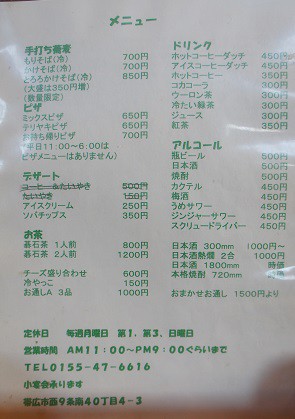 メニュー
手打ち蕎麦
もりそば(冷) 700円
かけそば(冷) 700円
とろろかけそば(冷) 850円
(大盛は350円増)
(数量限定)
ピザ
ミックスピザ 650円
テリヤキピザ 650円
お持ち帰りピザ 700円
(平日11:00~6:00は
ピザメニューはありません)
デザート
コーヒー&たいやき 500円
たいやき 150円
アイスクリーム 250円
ソバチップス 350円
お茶
碁石茶 1人前 800円
碁石茶 2人前 1200円
チーズ盛り合わせ 600円
冷やっこ 150円
お通しA 3品 1000円
ドリンク
ホットコーヒーダッチ 450円
アイスコーヒーダッチ 450円
ホットコーヒー 350円
コカコーラ 300円
ウーロン茶 300円
冷たい緑茶 300円
ジュース 300円
紅茶 350円
アルコール
瓶ビール 500円
日本酒 500円
焼酎 500円
カクテル 450円
梅酒 450円
うめサワー 450円
ジンジャーサワー 450円
スクリュードライバー 450円
日本酒 300mm 1000円~
日本酒熱燗 2合 1000円
日本酒 1800mm 時価
本格焼酎 720mm 時価
おまかせお通し 1500円より
定休日 毎週月曜日 第1.第3.日曜日
営業時間 AM11:00~PM9:00ぐらいまで
TEL0155-47-6616
小宴会承ります
帯広市西9条南40丁目4-3